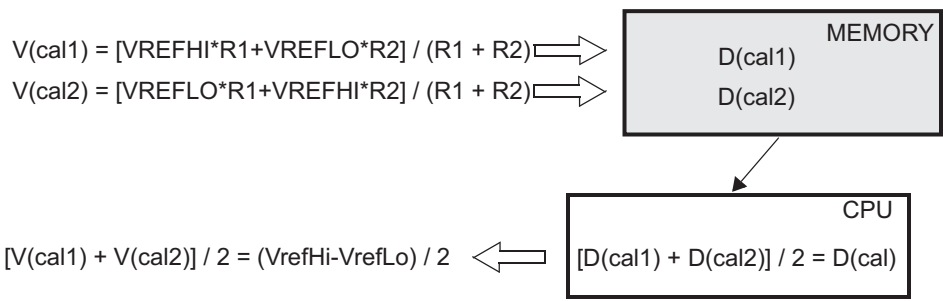 MEMORY
V(cal1) = [VREFHI*R1+VREFLO*R2] / (R1 + R2)
D(cal1)
V(cal2) = [VREFLO*R1+VREFHI*R2] / (R1 + R2)
D(cal2)
CPU
[V(cal1) + V(cal2)] / 2 = (VrefHi-VrefLo) / 2
[D(cal1) + D(cal2)] / 2 = D(cal)